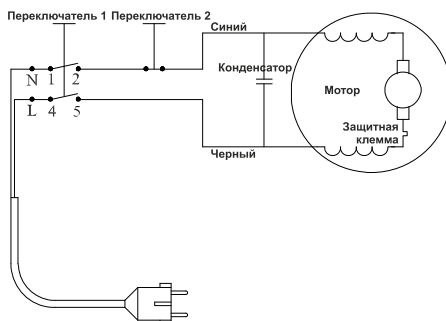 Переключатель 1 Переключатель 2
Синий
N 1 2
Конденсатор
Мотор
L 4 5
Защитная
клемма
Черный